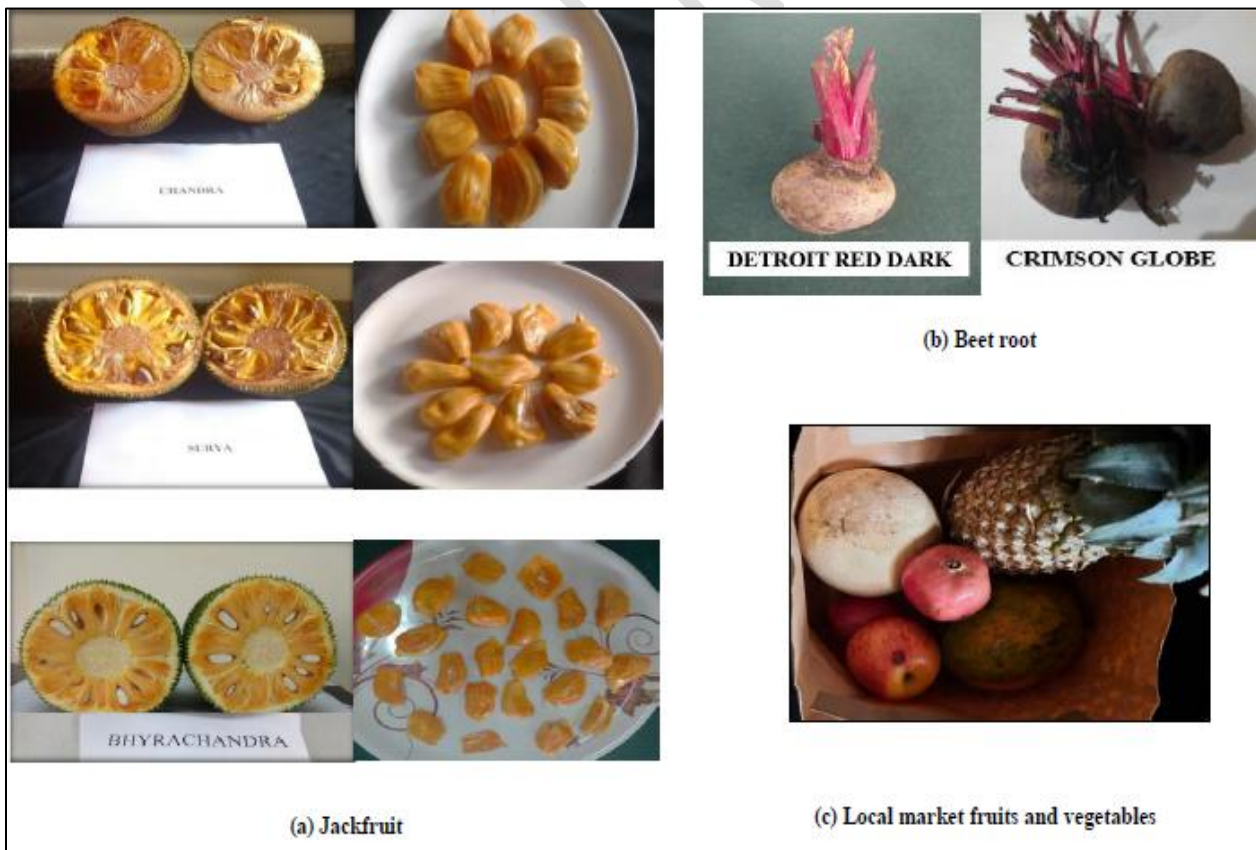 CHANDRA
SURYA
BHYRACHANDRA
(a) Jackfruit
DETROIT RED DARK
CRIMSON GLOBE
(b) Beet root
(c) Local market fruits and vegetables